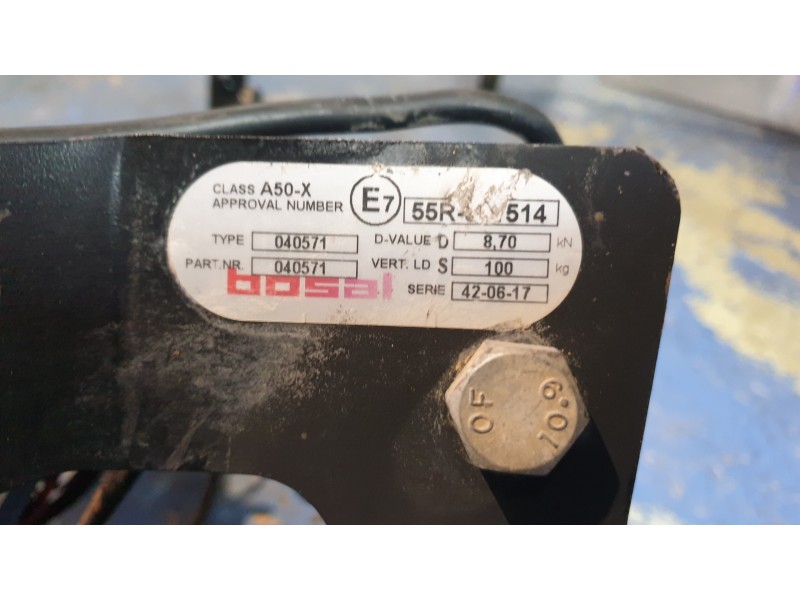 CLASS A50-X
APPROVAL NUMBER E7 55R- 514
TYPE 040571 D-VALUE D 8,70 kN
PART.NR. 040571 VERT. LD S 100 kg
bosal SERIE 42-06-17
OF 10.9